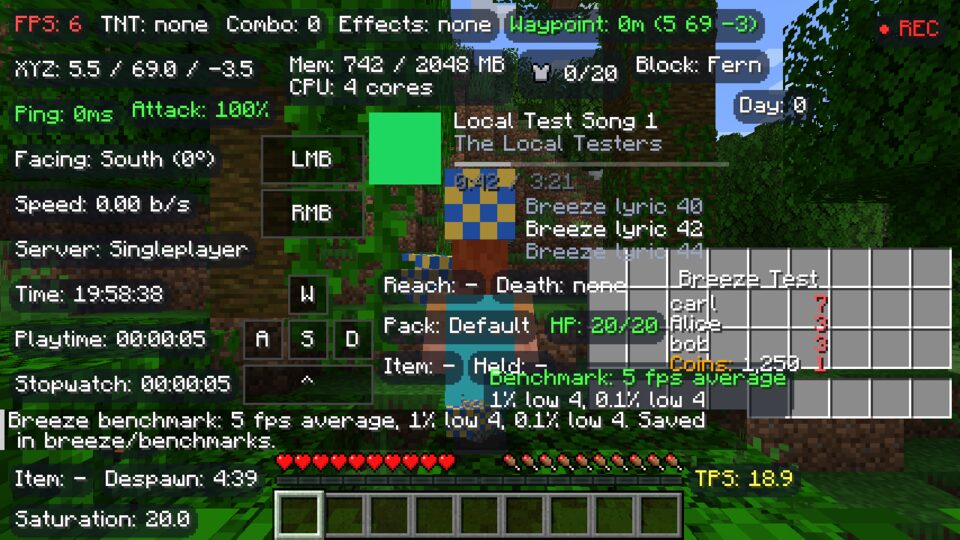 FPS: 6 TNT: none Combo: 0 Effects: none Waypoint: 0m (5 69 -3)
REC
XYZ: 5.5 / 69.0 / -3.5
Mem: 742 / 2048 MB
CPU: 4 cores
0/20
Block: Fern
Day: 0
Ping: 0ms
Attack: 100%
Local Test Song 1
The Local Testers
0:42 / 3:21
Facing: South (0°)
LMB
RMB
Speed: 0.00 b/s
Breeze lyric 40
Breeze lyric 42
Breeze lyric 44
Server: Singleplayer
Reach: - Death: none
Breeze Test
carl 7
Alice 3
bob 3
Coins: 1,250 1
Time: 19:58:38
W
A S D
^
Pack: Default HP: 20/20
Playtime: 00:00:05
Item: - Held: -
Stopwatch: 00:00:05
Benchmark: 5 fps average
1% low 4, 0.1% low 4
Breeze benchmark: 5 fps average, 1% low 4, 0.1% low 4. Saved
in breeze/benchmarks.
Item: - Despawn: 4:39
TPS: 18.9
Saturation: 20.0